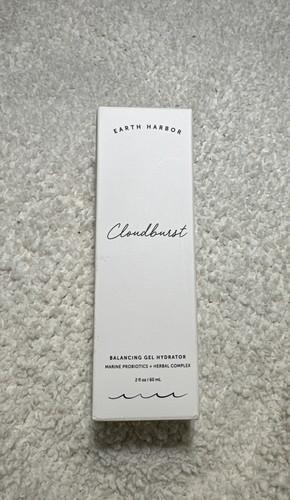 EARTH HARBOR
Cloudburst
BALANCING GEL HYDRATOR
MARINE PROBIOTICS + HERBAL COMPLEX
2 fl oz / 60 mL